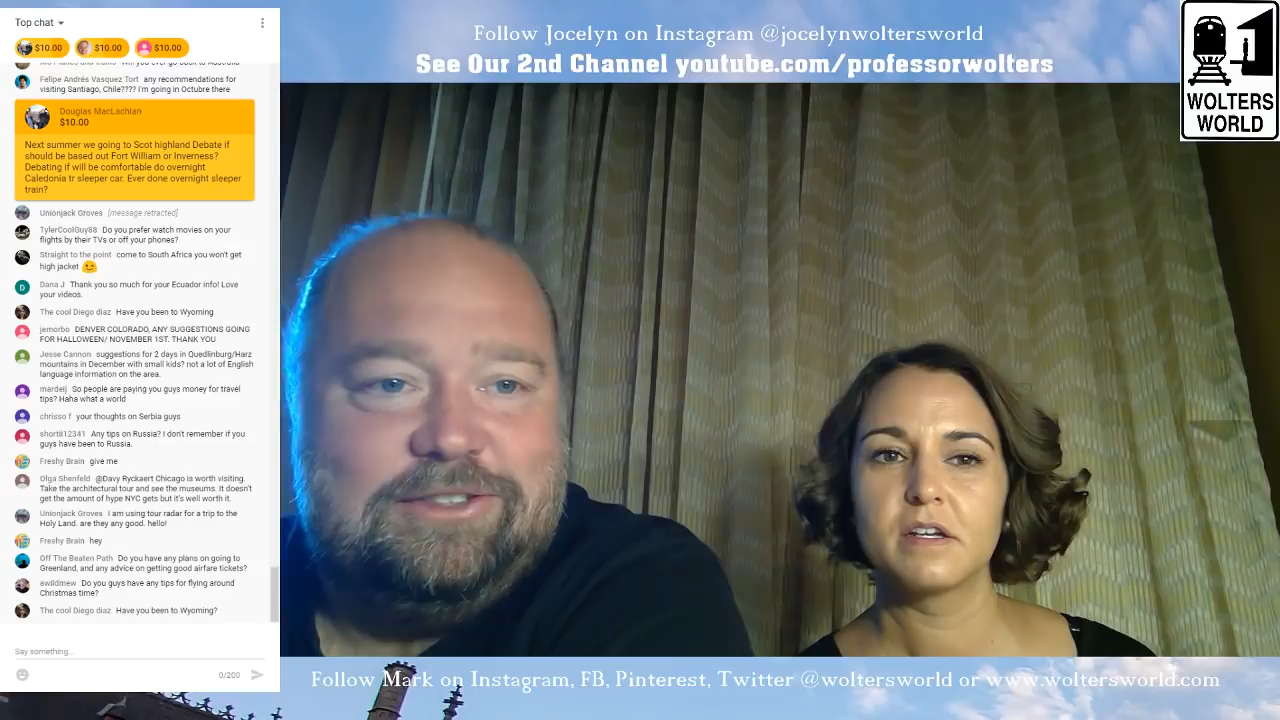 Top chat
$10.00 $10.00 $10.00
Felipe Andrés Vasquez Tort any recommendations for
visiting Santiago, Chile???? I'm going in Octubre there
Douglas MacLachlan
$10.00
Next summer we going to Scot highland Debate if
should be based out Fort William or Inverness?
Debating if will be comfortable do overnight
Caledonia tr sleeper car. Ever done overnight sleeper
train?
Unionjack Groves [message retracted]
TylerCoolGuy88 Do you prefer watch movies on your
flights by their TVs or off your phones?
Straight to the point come to South Africa you won't get
high jacket
D
Dana J Thank you so much for your Ecuador info! Love
your videos.
The cool Diego diaz Have you been to Wyoming
jemorbo DENVER COLORADO, ANY SUGGESTIONS GOING
FOR HALLOWEEN/ NOVEMBER 1ST. THANK YOU
Jesse Cannon suggestions for 2 days in Quedlinburg/Harz
mountains in December with small kids? not a lot of English
language information on the area.
mardeij So people are paying you guys money for travel
tips? Haha what a world
chrisso f your thoughts on Serbia guys
shortii12341 Any tips on Russia? I don't remember if you
guys have been to Russia.
Freshy Brain give me
Olga Shenfeld @Davy Ryckaert Chicago is worth visiting.
Take the architectural tour and see the museums. It doesn't
get the amount of hype NYC gets but it's well worth it.
Unionjack Groves I am using tour radar for a trip to the
Holy Land. are they any good. hello!
Freshy Brain hey
Off The Beaten Path Do you have any plans on going to
Greenland, and any advice on getting good airfare tickets?
awildmew Do you guys have any tips for flying around
Christmas time?
The cool Diego diaz Have you been to Wyoming?
Say something...
0/200
Follow Jocelyn on Instagram @jocelynwoltersworld
See Our 2nd Channel youtube.com/professorwolters
WOLTERS
WORLD
Follow Mark on Instagram, FB, Pinterest, Twitter @woltersworld or www.woltersworld.com